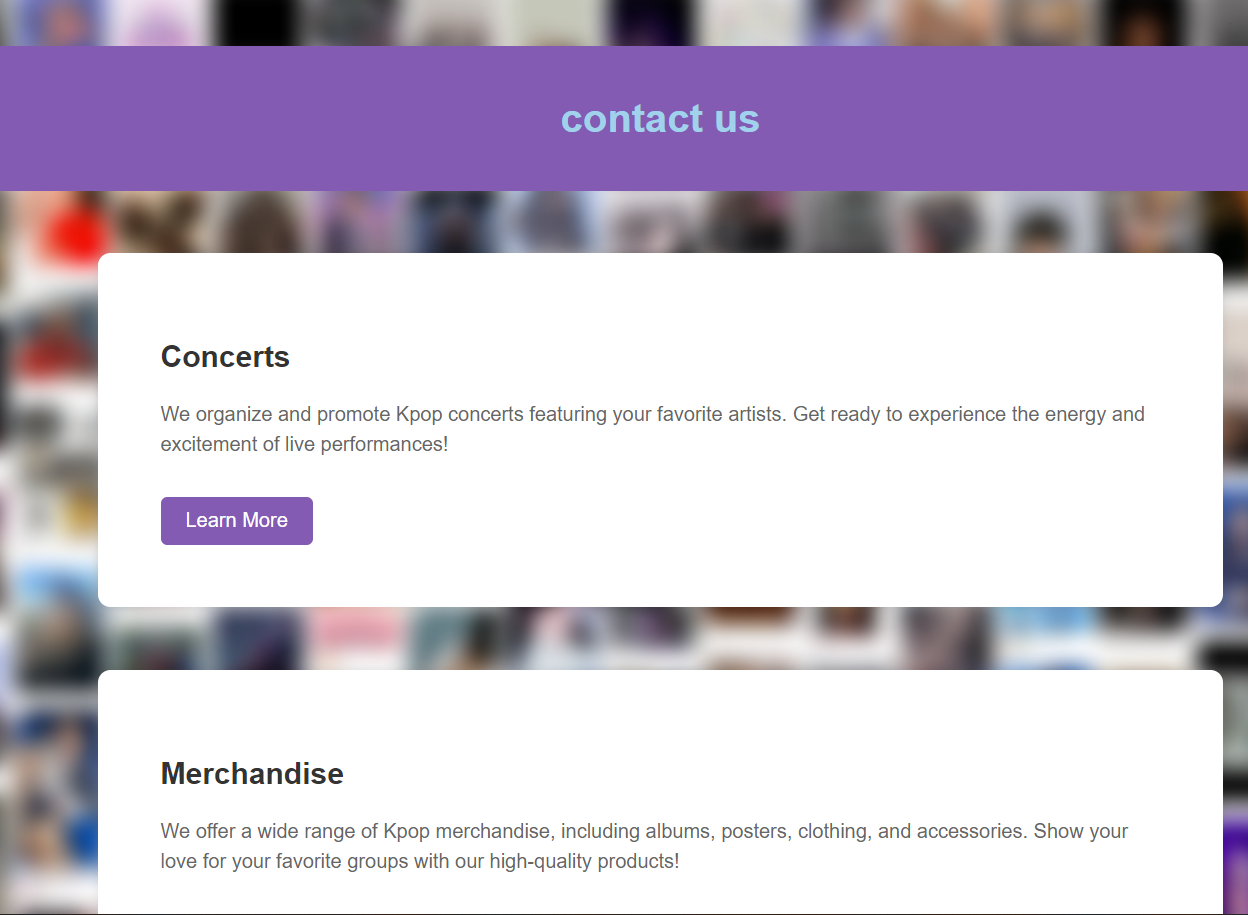 contact us
Concerts
We organize and promote Kpop concerts featuring your favorite artists. Get ready to experience the energy and
excitement of live performances!
Learn More
Merchandise
We offer a wide range of Kpop merchandise, including albums, posters, clothing, and accessories. Show your
love for your favorite groups with our high-quality products!